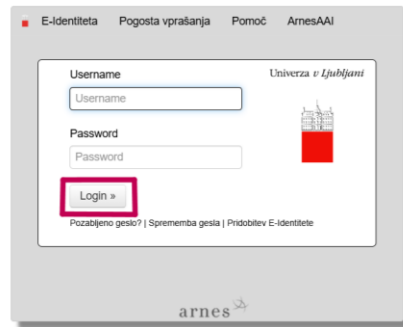 E-Identiteta Pogosta vprašanja Pomoč ArnesAAI
Username
Univerza v Ljubljani
Username
Password
Password
Login »
Pozabljeno geslo? | Sprememba gesla | Pridobitev E-Identitete
arnes